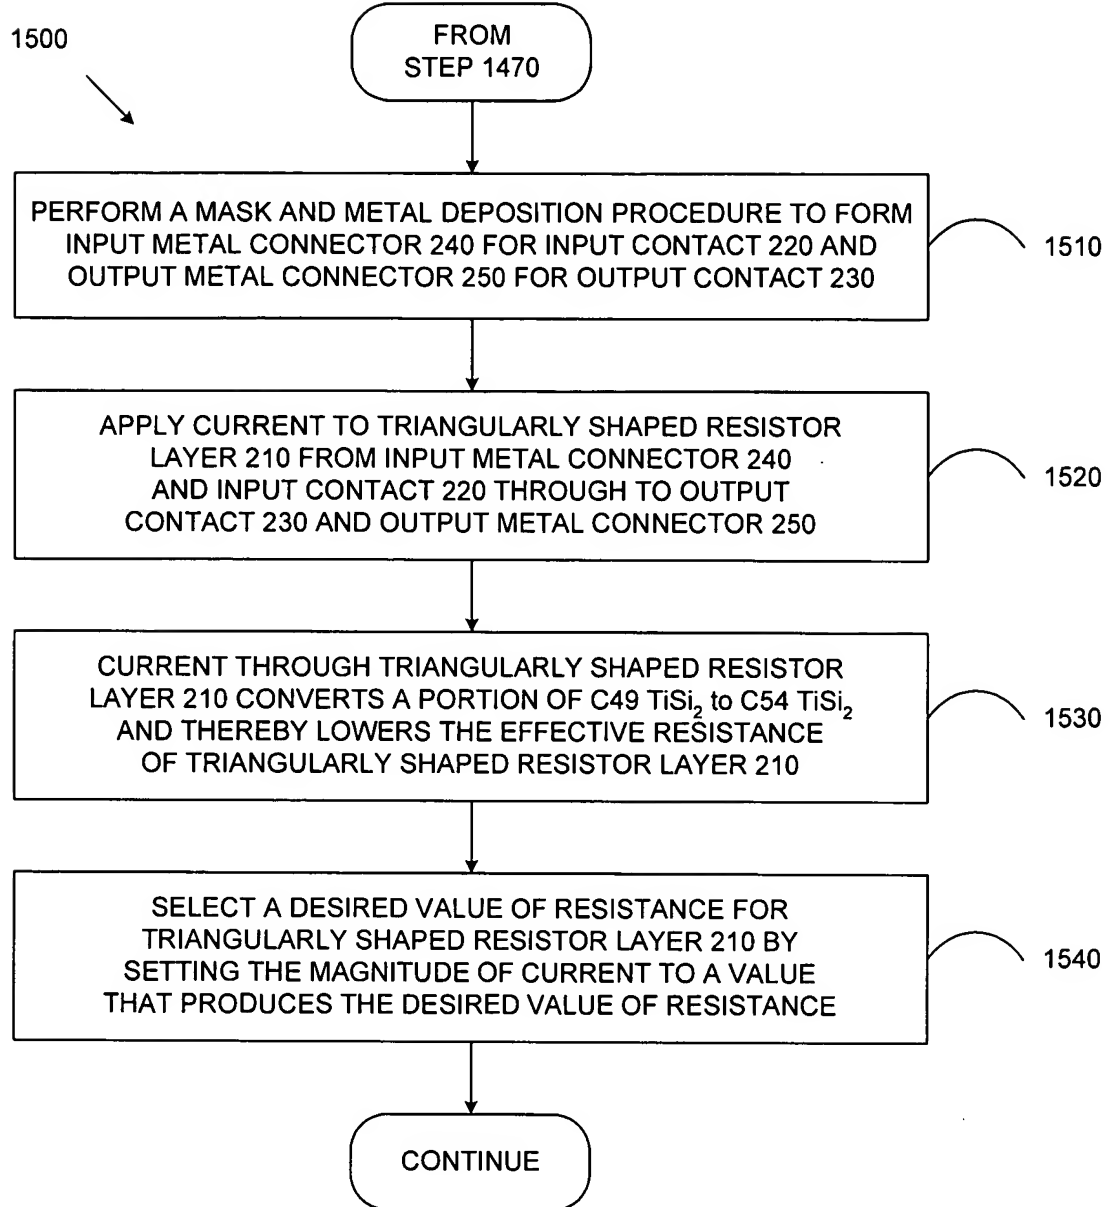 1500
FROM
STEP 1470
PERFORM A MASK AND METAL DEPOSITION PROCEDURE TO FORM
INPUT METAL CONNECTOR 240 FOR INPUT CONTACT 220 AND
OUTPUT METAL CONNECTOR 250 FOR OUTPUT CONTACT 230
1510
APPLY CURRENT TO TRIANGULARLY SHAPED RESISTOR
LAYER 210 FROM INPUT METAL CONNECTOR 240
AND INPUT CONTACT 220 THROUGH TO OUTPUT
CONTACT 230 AND OUTPUT METAL CONNECTOR 250
1520
CURRENT THROUGH TRIANGULARLY SHAPED RESISTOR
LAYER 210 CONVERTS A PORTION OF C49 TiSi₂ to C54 TiSi₂
AND THEREBY LOWERS THE EFFECTIVE RESISTANCE
OF TRIANGULARLY SHAPED RESISTOR LAYER 210
1530
SELECT A DESIRED VALUE OF RESISTANCE FOR
TRIANGULARLY SHAPED RESISTOR LAYER 210 BY
SETTING THE MAGNITUDE OF CURRENT TO A VALUE
THAT PRODUCES THE DESIRED VALUE OF RESISTANCE
1540
CONTINUE